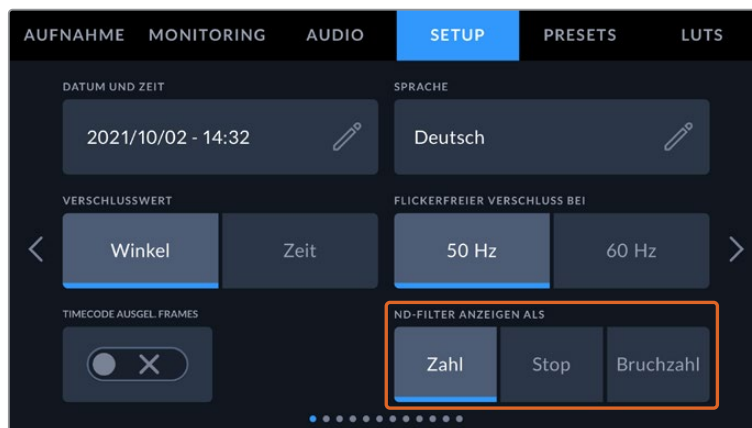 AUFNAHME MONITORING AUDIO SETUP PRESETS LUTS
DATUM UND ZEIT SPRACHE
2021/10/02 - 14:32 Deutsch
VERSCHLUSSWERT FLICKERFREIER VERSCHLUSS BEI
Winkel Zeit 50 Hz 60 Hz
TIMECODE AUSGEL. FRAMES ND-FILTER ANZEIGEN ALS
Zahl Stop Bruchzahl